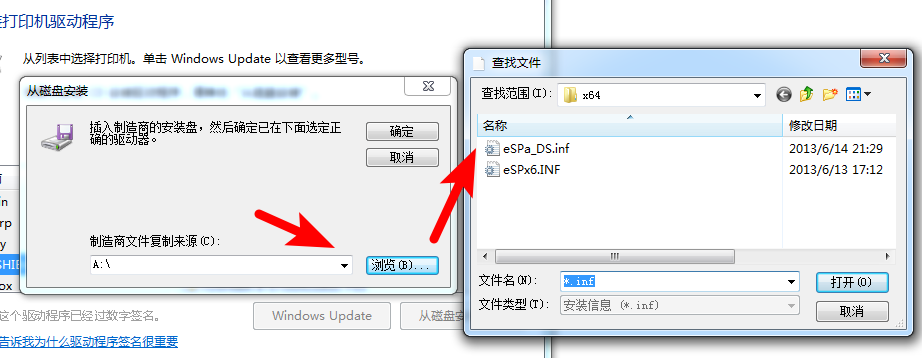 打印机驱动程序
从列表中选择打印机。单击 Windows Update 以查看更多型号。
从磁盘安装
插入制造商的安装盘，然后确定已在下面选定正
确的驱动器。
确定
取消
制造商文件复制来源(C):
A:\
浏览(B)...
这个驱动程序已经过数字签名。
Windows Update
从磁盘安
告诉我为什么驱动程序签名很重要
查找文件
查找范围(I):
x64
名称
修改日期
eSPa_DS.inf
2013/6/14 21:29
eSPx6.INF
2013/6/13 17:12
文件名(N):
*.inf
打开(O)
文件类型(T):
安装信息 (*.inf)
取消